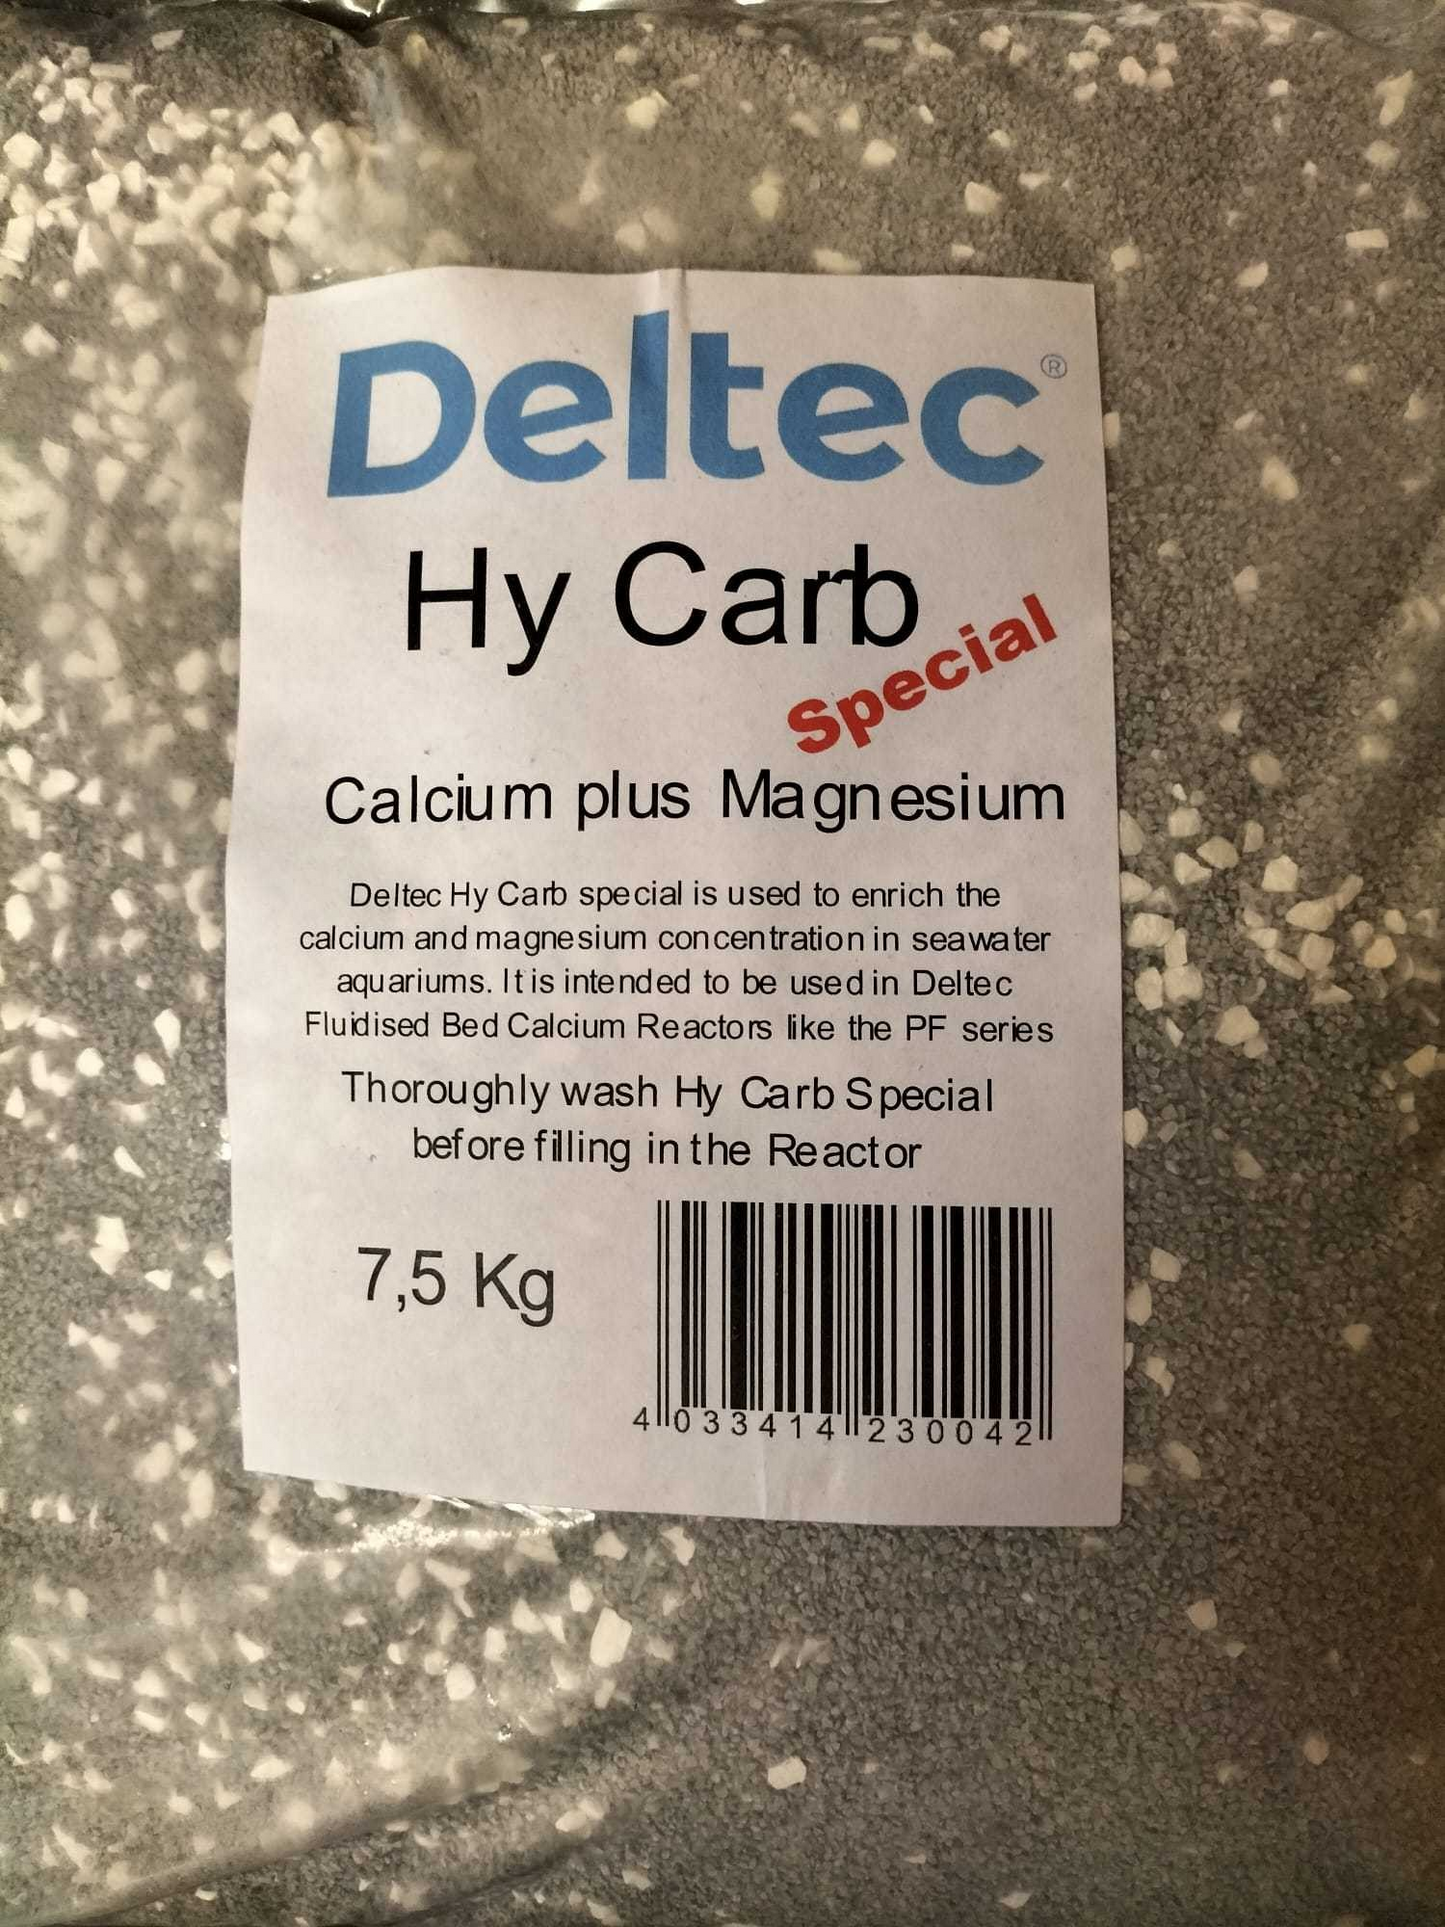 Deltec®
Hy Carb
Special
Calcium plus Magnesium
Deltec Hy Carb special is used to enrich the
calcium and magnesium concentration in seawater
aquariums. It is intended to be used in Deltec
Fluidised Bed Calcium Reactors like the PF series
Thoroughly wash Hy Carb Special
before filling in the Reactor
7,5 Kg
4 033414 230042